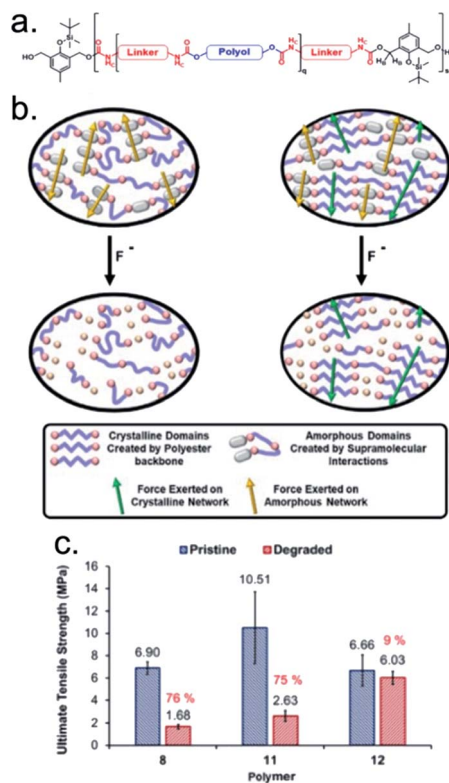 a.
HO
O
Si
O
O
N
H C
Linker
H C
N
O
O
Polyol
O
O
N
H C
Linker
H C
N
O
O
H H
O
Si
OH
q
s
b.
F -
F -
Crystalline Domains
Created by Polyester
backbone
Amorphous Domains
Created by Supramolecular
Interactions
Force Exerted on
Crystalline Network
Force Exerted on
Amorphous Network
c.
Pristine
Degraded
Ultimate Tensile Strength (MPa)
16
14
12
10
8
6
4
2
0
6.90
76 %
1.68
10.51
75 %
2.63
6.66
9 %
6.03
8
11
12
Polymer